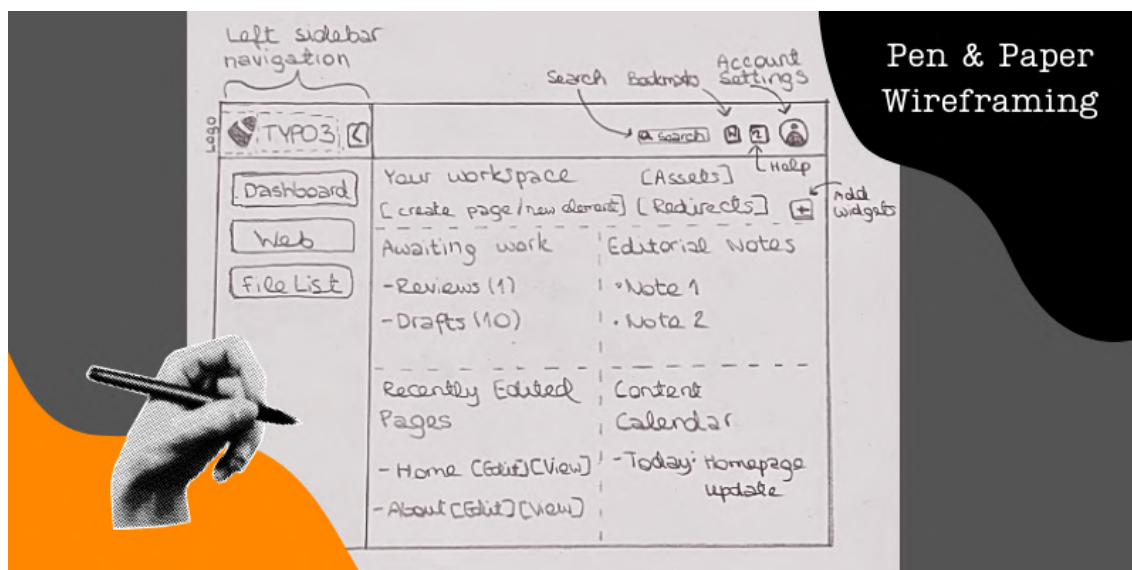 Pen & Paper
Wireframing
Left sidebar
navigation
Search
Bookmarks
Account
Settings
Logo
TYPO3
Search
Help
Add
widgets
Dashboard
Web
File List
Your workspace [Assets]
[create page/new element] [Redirects] +
Awaiting work
-Reviews (1)
-Drafts (10)
Editorial Notes
•Note 1
•Note 2
Recently Edited
Pages
-Home [Edit][View]
-About [Edit][View]
Content
Calendar
-Today: Homepage
update